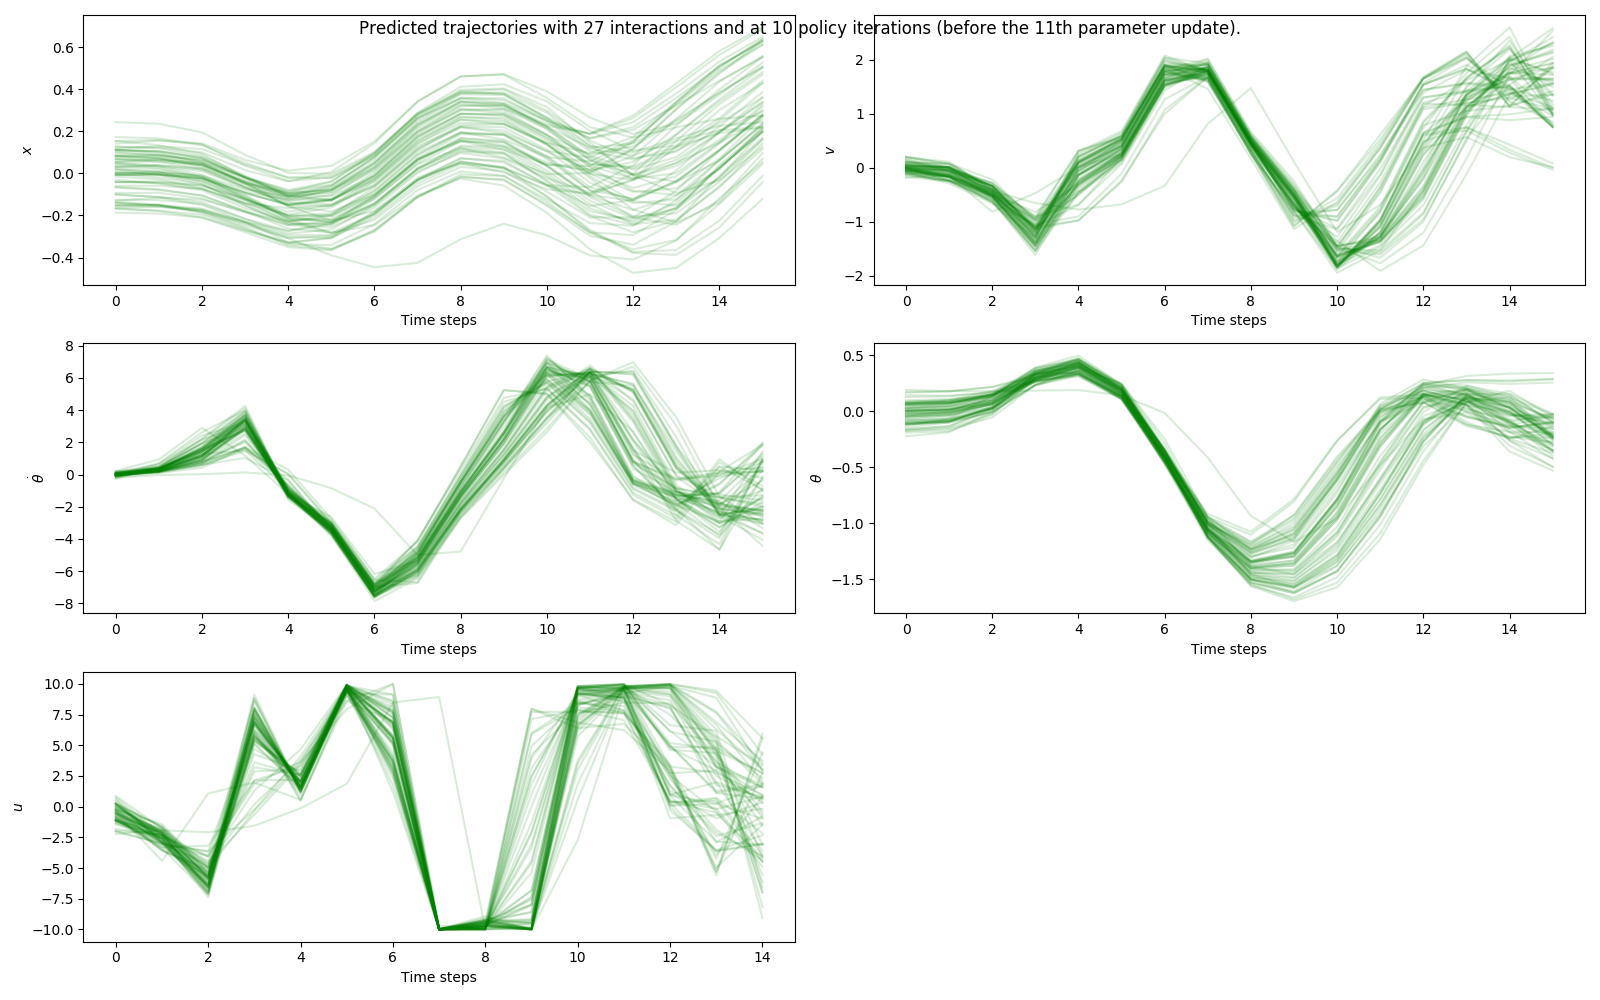 Predicted trajectories with 27 interactions and at 10 policy iterations (before the 11th parameter update).
0.6
0.4
0.2
0.0
−0.2
−0.4
x
0 2 4 6 8 10 12 14
Time steps
2
1
0
−1
−2
v
0 2 4 6 8 10 12 14
Time steps
8
6
4
2
0
−2
−4
−6
−8
θ̇
0 2 4 6 8 10 12 14
Time steps
0.5
0.0
−0.5
−1.0
−1.5
θ
0 2 4 6 8 10 12 14
Time steps
10.0
7.5
5.0
2.5
0.0
−2.5
−5.0
−7.5
−10.0
u
0 2 4 6 8 10 12 14
Time steps